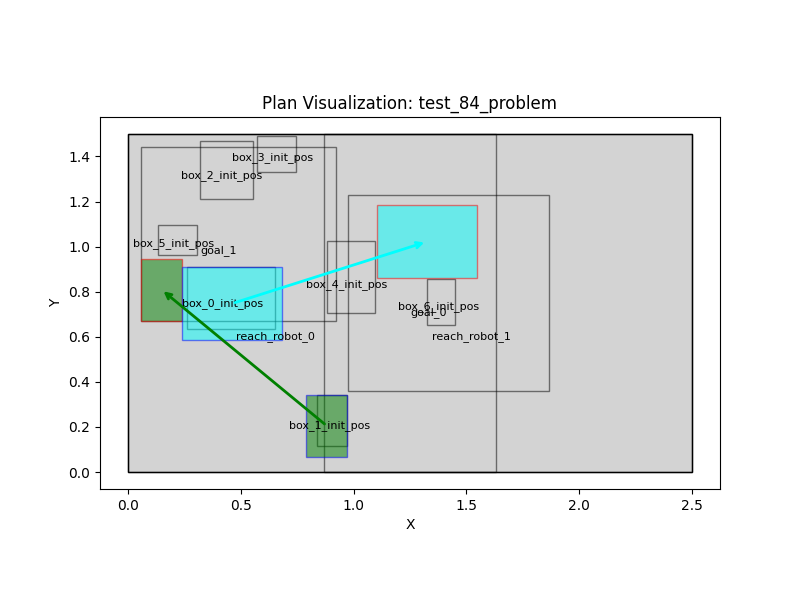 Plan Visualization: test_84_problem
1.4
1.2
1.0
0.8
0.6
0.4
0.2
0.0
Y
box_3_init_pos
box_2_init_pos
box_5_init_pos
goal_1
box_4_init_pos
box_0_init_pos
box_6_init_pos
goal_0
reach_robot_0
reach_robot_1
box_1_init_pos
0.0
0.5
1.0
1.5
2.0
2.5
X